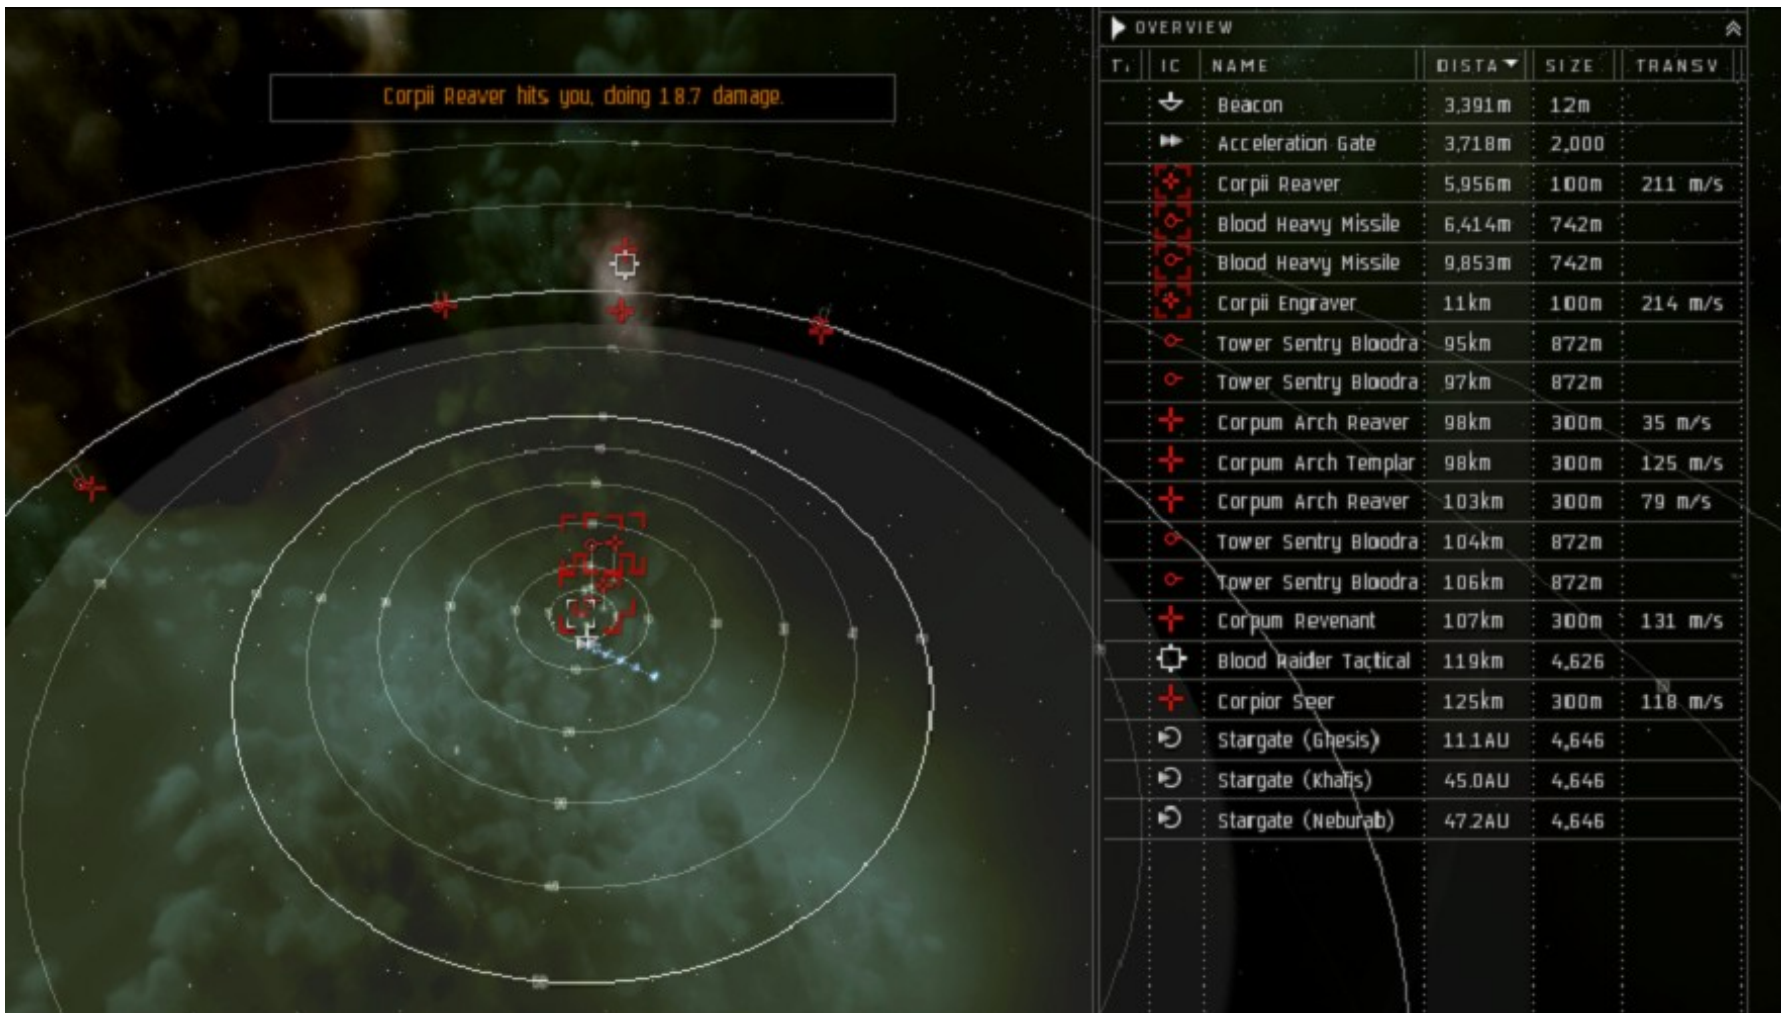 OVERVIEW
IC NAME DISTA SIZE TRANSV
Corpii Reaver hits you, doing 18.7 damage.
Beacon 3,391m 12m
Acceleration Gate 3,718m 2,000
Corpii Reaver 5,956m 100m 211 m/s
Blood Heavy Missile 6,414m 742m
Blood Heavy Missile 9,853m 742m
Corpii Engraver 11km 100m 214 m/s
Tower Sentry Bloodra 95km 872m
Tower Sentry Bloodra 97km 872m
Corpum Arch Reaver 98km 300m 35 m/s
Corpum Arch Templar 98km 300m 125 m/s
Corpum Arch Reaver 103km 300m 79 m/s
Tower Sentry Bloodra 104km 872m
Tower Sentry Bloodra 106km 872m
Corpum Revenant 107km 300m 131 m/s
Blood Raider Tactical 119km 4,626
Corpior Seer 125km 300m 118 m/s
Stargate (Ghesis) 11.1AU 4,646
Stargate (Khafis) 45.0AU 4,646
Stargate (Neburab) 47.2AU 4,646